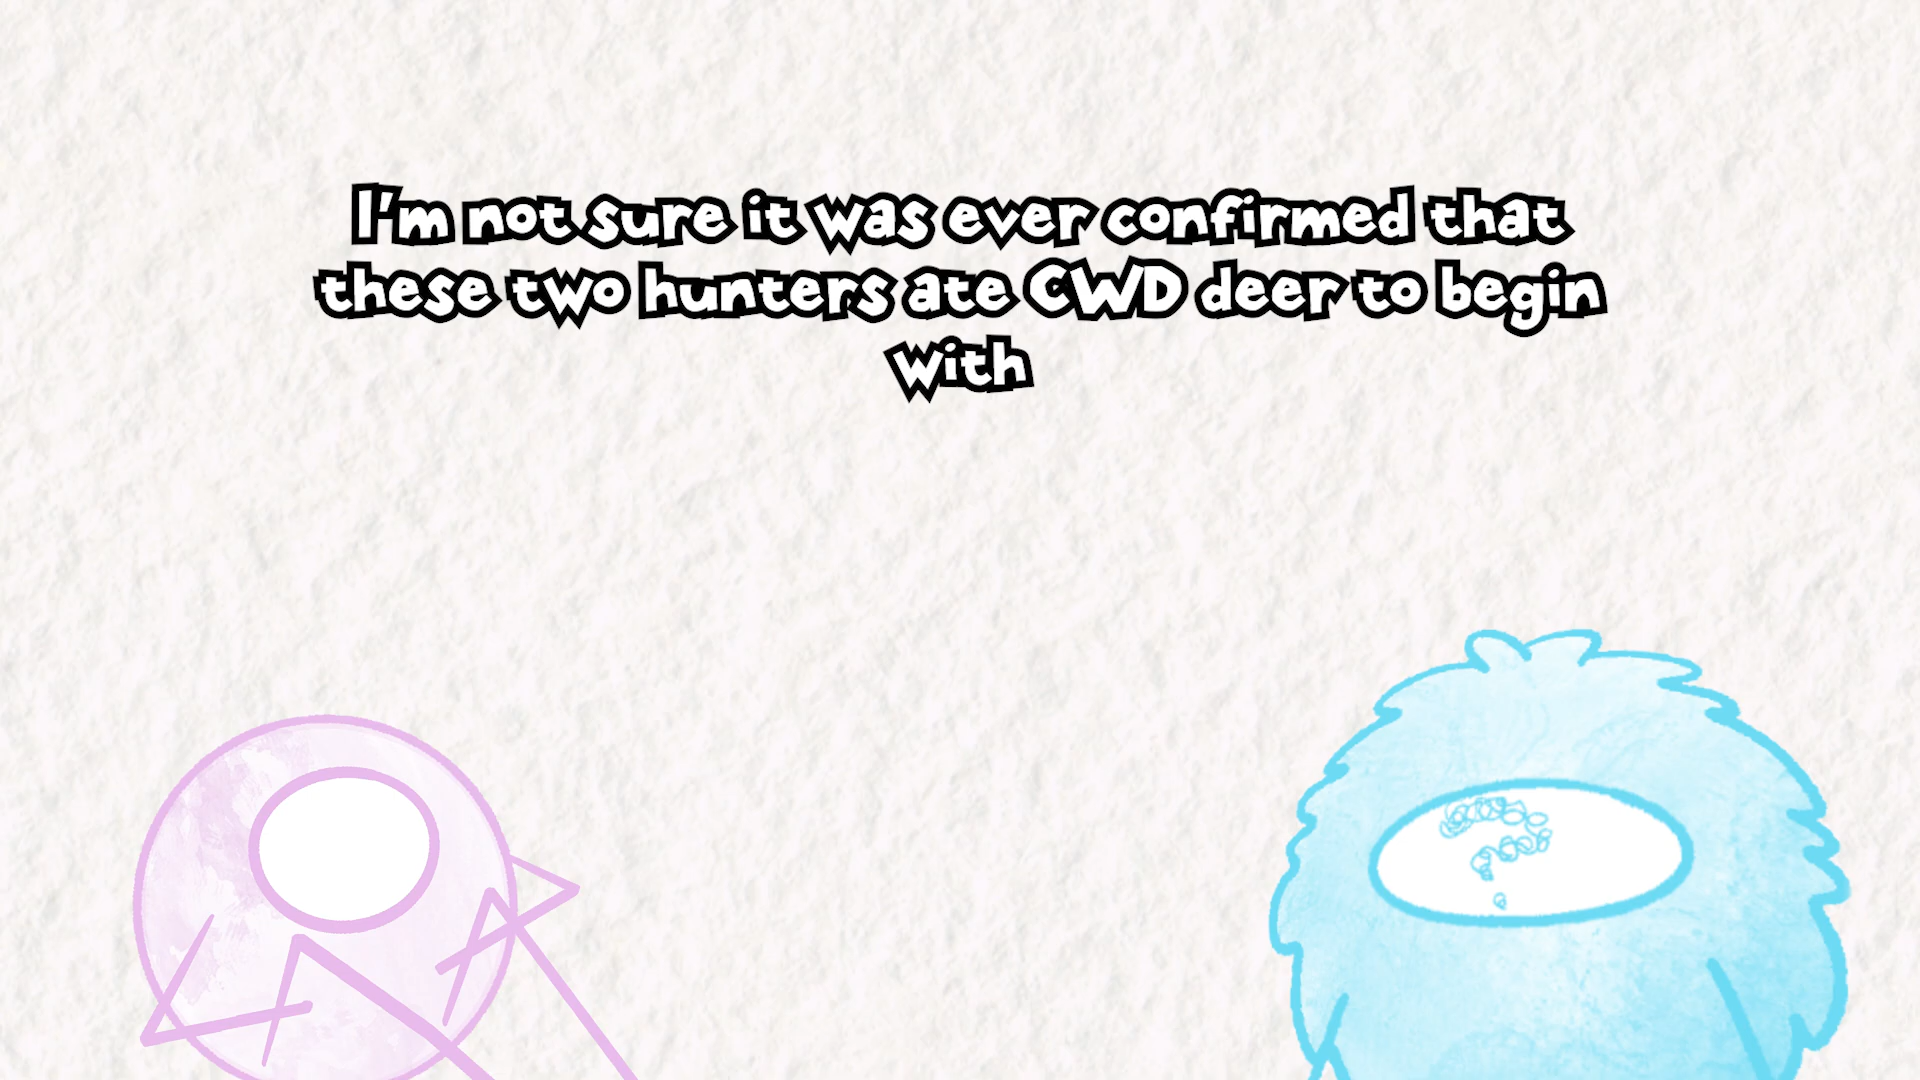 I'm not sure it was ever confirmed that
these two hunters ate CWD deer to begin
with
?